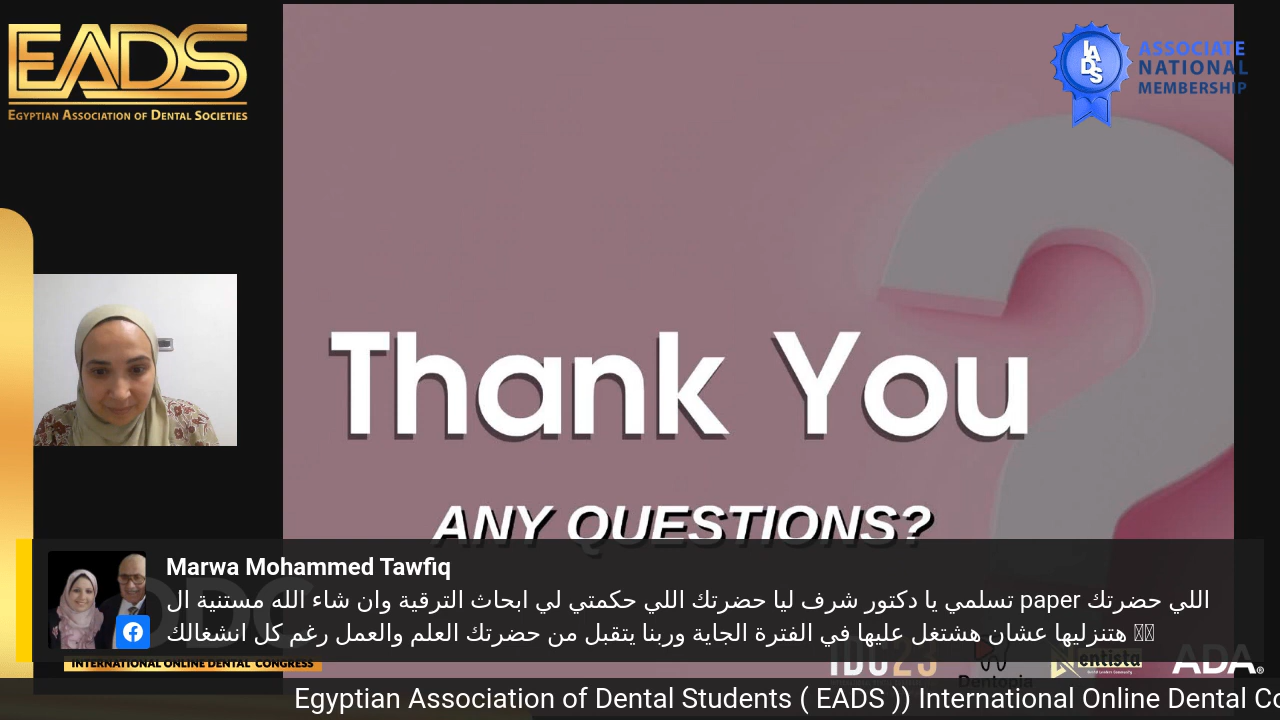 EADS
EGYPTIAN ASSOCIATION OF DENTAL SOCIETIES
IADS
ASSOCIATE
NATIONAL
MEMBERSHIP
Thank You
ANY QUESTIONS?
Marwa Mohammed Tawfiq
تسلمي يا دكتور شرف ليا حضرتك اللي حكمتي لي ابحاث الترقية وان شاء الله مستنية ال paper اللي حضرتك
هتنزليها عشان هشتغل عليها في الفترة الجاية وربنا يتقبل من حضرتك العلم والعمل رغم كل انشغالك
INTERNATIONAL ONLINE DENTAL CONGRESS
IDC23
Dentopia
Dentista
ADA®
Egyptian Association of Dental Students ( EADS )) International Online Dental Co